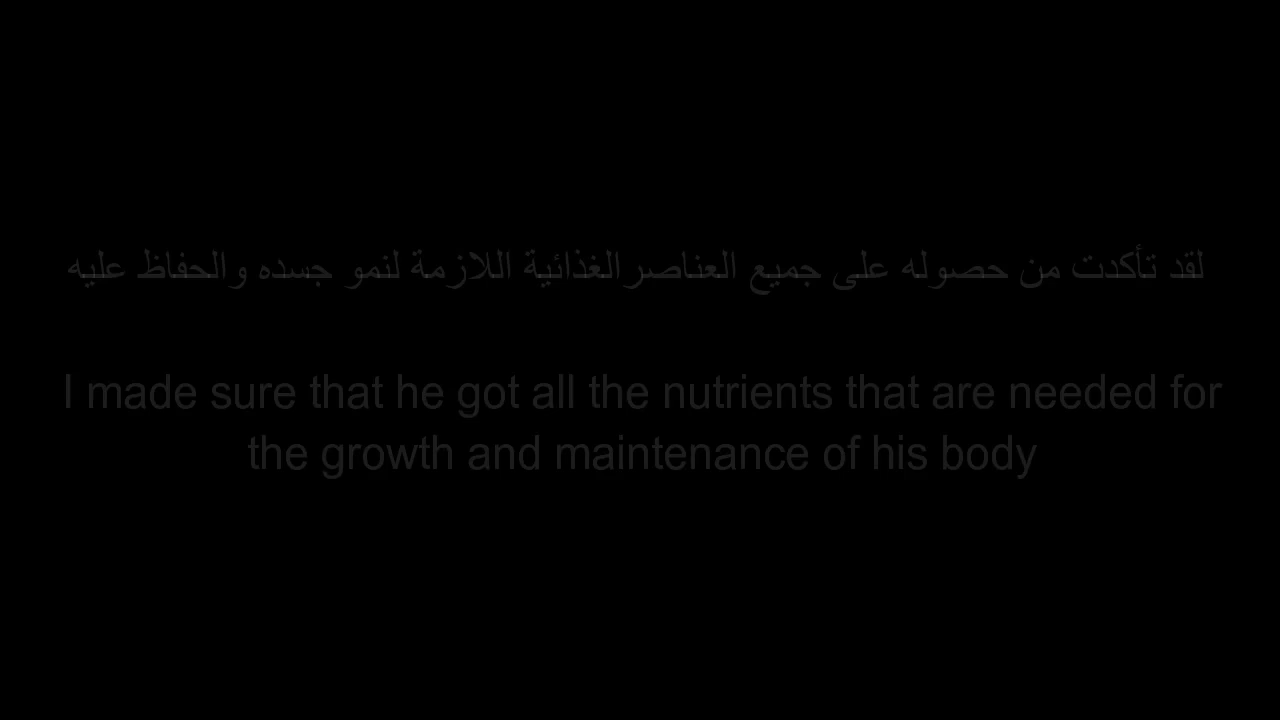 لقد تأكدت من حصوله على جميع العناصرالغذائية اللازمة لنمو جسده والحفاظ عليه
I made sure that he got all the nutrients that are needed for
the growth and maintenance of his body